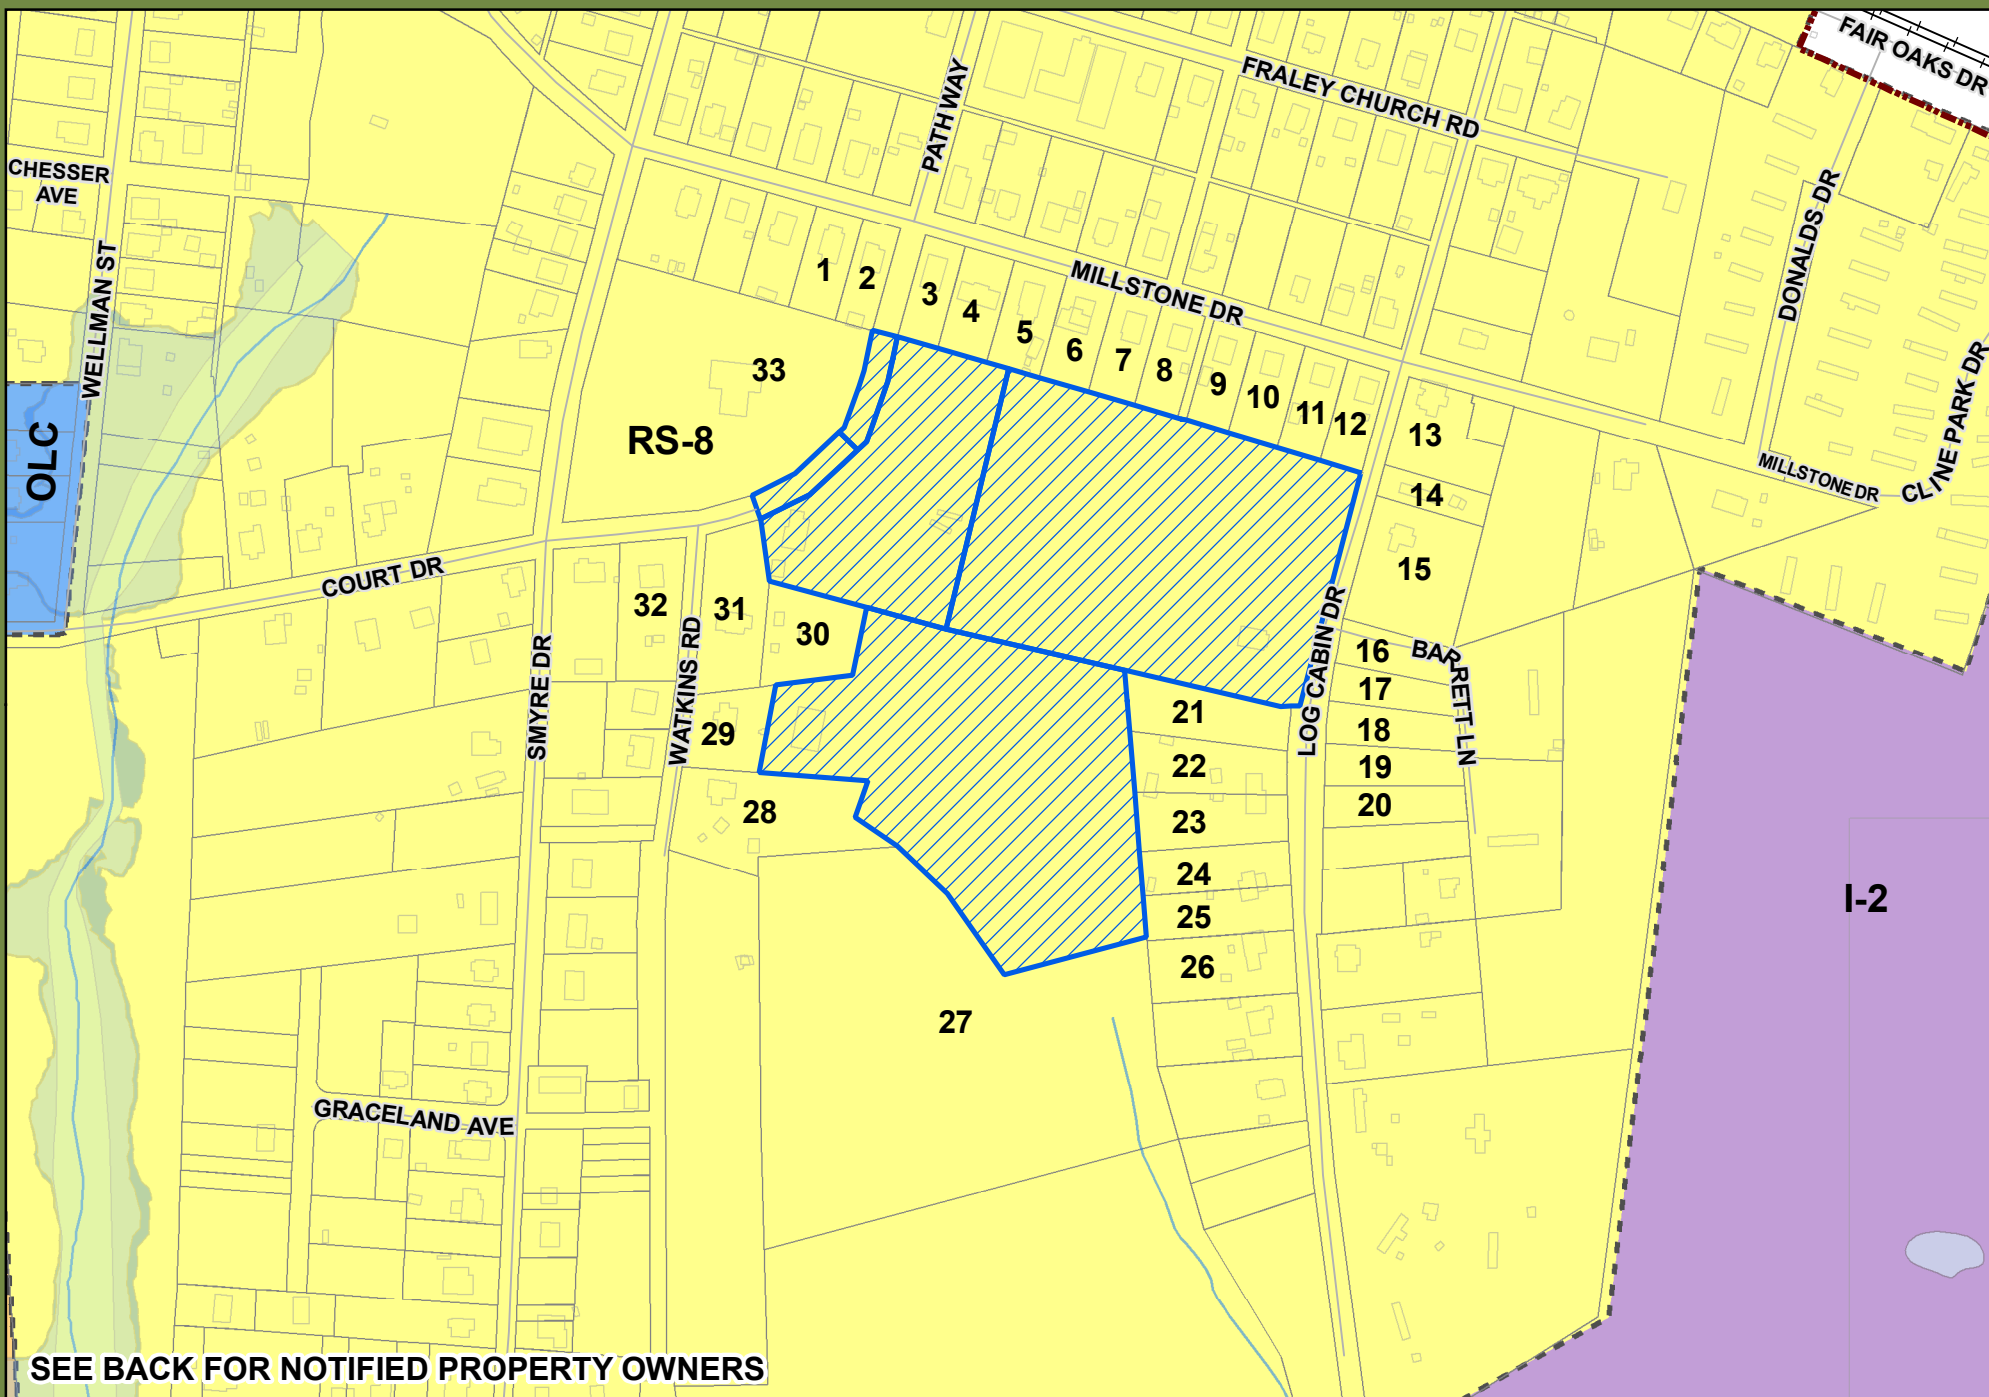 FAIR OAKS DR
FRALEY CHURCH RD
PATHWAY
CHESSER
AVE
DONALDS DR
WELLMAN ST
1
2
3
4
MILLSTONE DR
5
6
7
8
9
10
11
12
33
RS-8
13
CLINE PARK DR
OLC
MILLSTONE DR
14
15
COURT DR
32
31
30
LOG CABIN DR
16
BARRETT LN
17
SMYRE DR
WATKINS RD
29
21
18
22
19
28
23
20
24
25
I-2
26
27
GRACELAND AVE
SEE BACK FOR NOTIFIED PROPERTY OWNERS